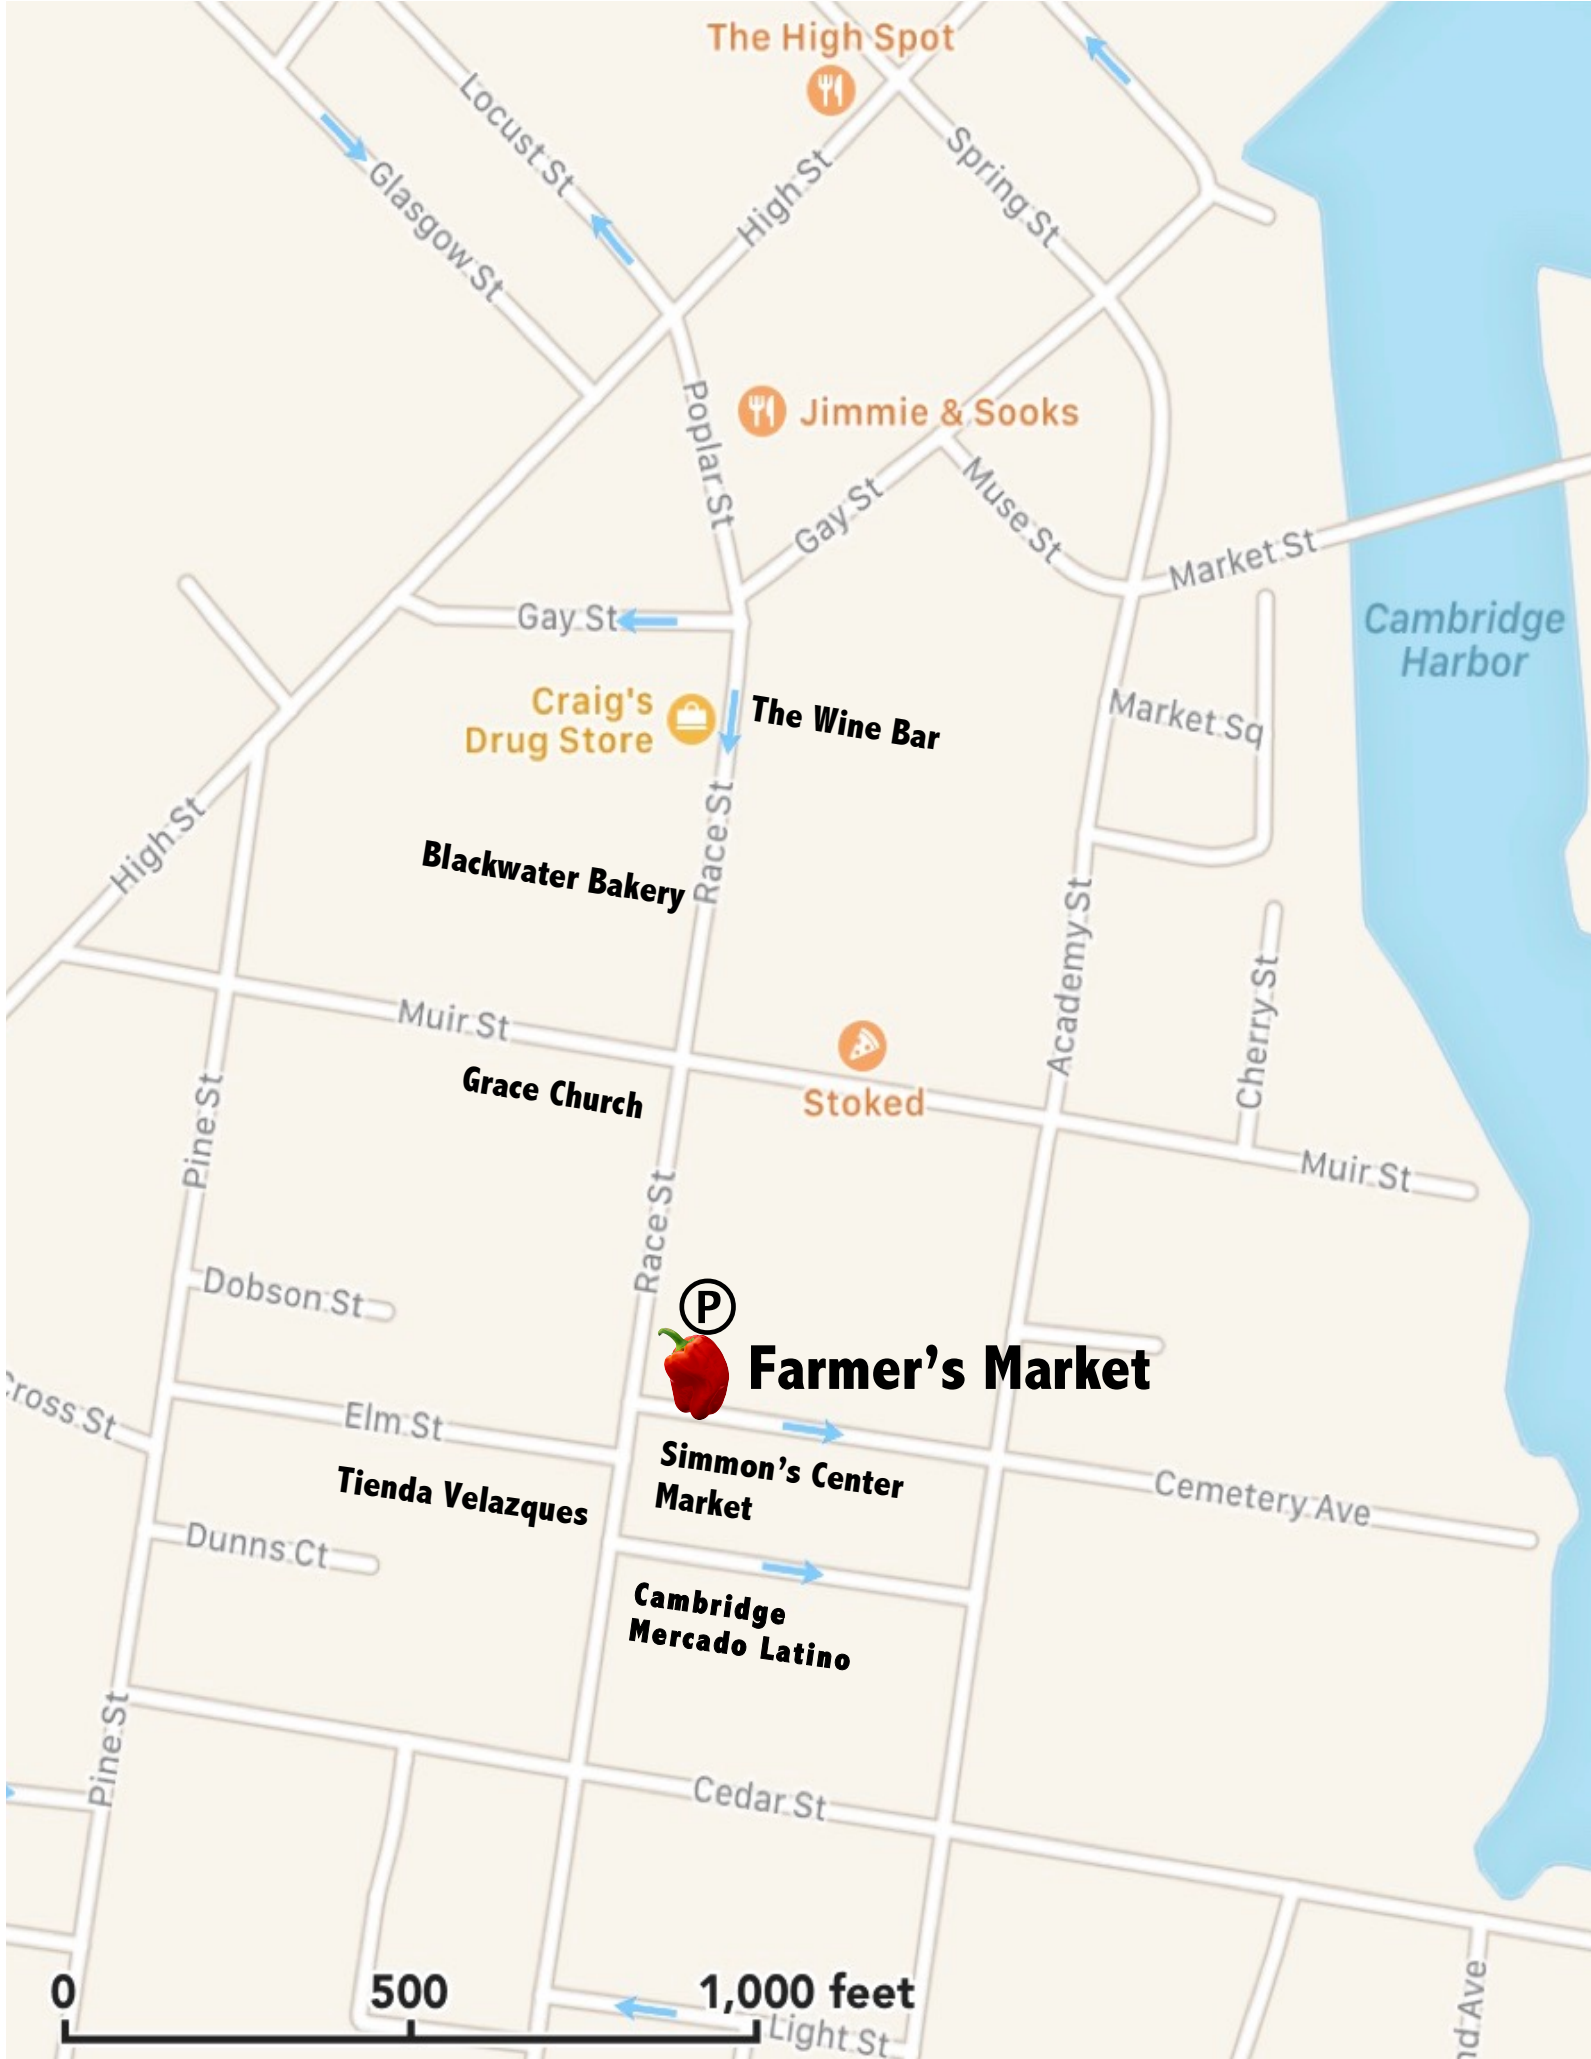 The High Spot
Locust St
High St
Spring St
Glasgow St
Poplar St
Jimmie & Sooks
Gay St
Muse St
Market St
Gay St
Cambridge
Harbor
Craig's
Drug Store
The Wine Bar
Market Sq
Race St
High St
Blackwater Bakery
Academy St
Cherry St
Muir St
Stoked
Grace Church
Muir St
Pine St
Race St
Dobson St
P
Farmer's Market
Cross St
Elm St
Simmon's Center
Market
Cemetery Ave
Tienda Velazques
Dunns Ct
Cambridge
Mercado Latino
Pine St
Cedar St
0 500 1,000 feet
Light St
nd Ave